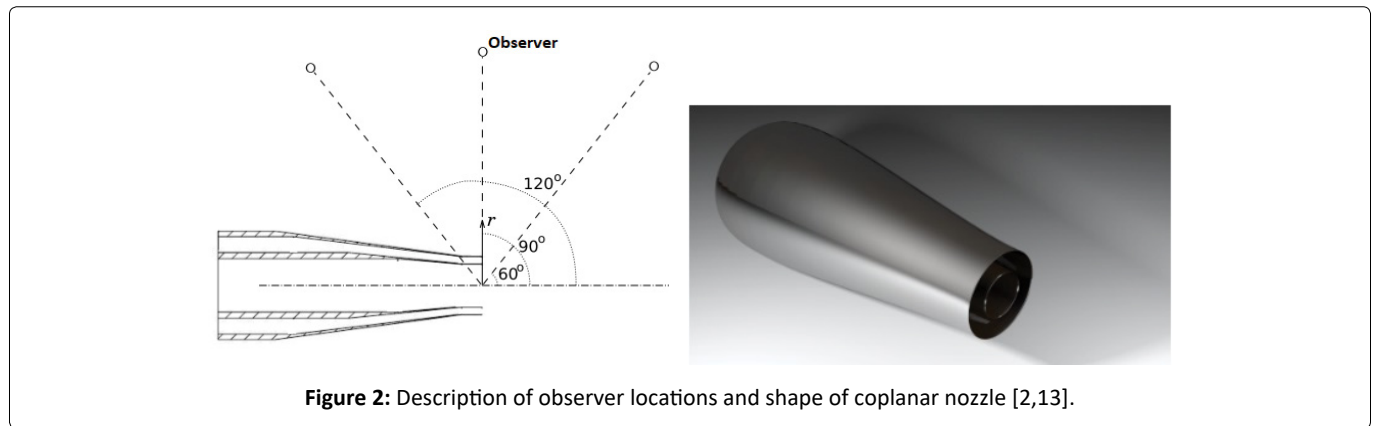 Observer
120°
r
90°
60°
Figure 2: Description of observer locations and shape of coplanar nozzle [2,13].